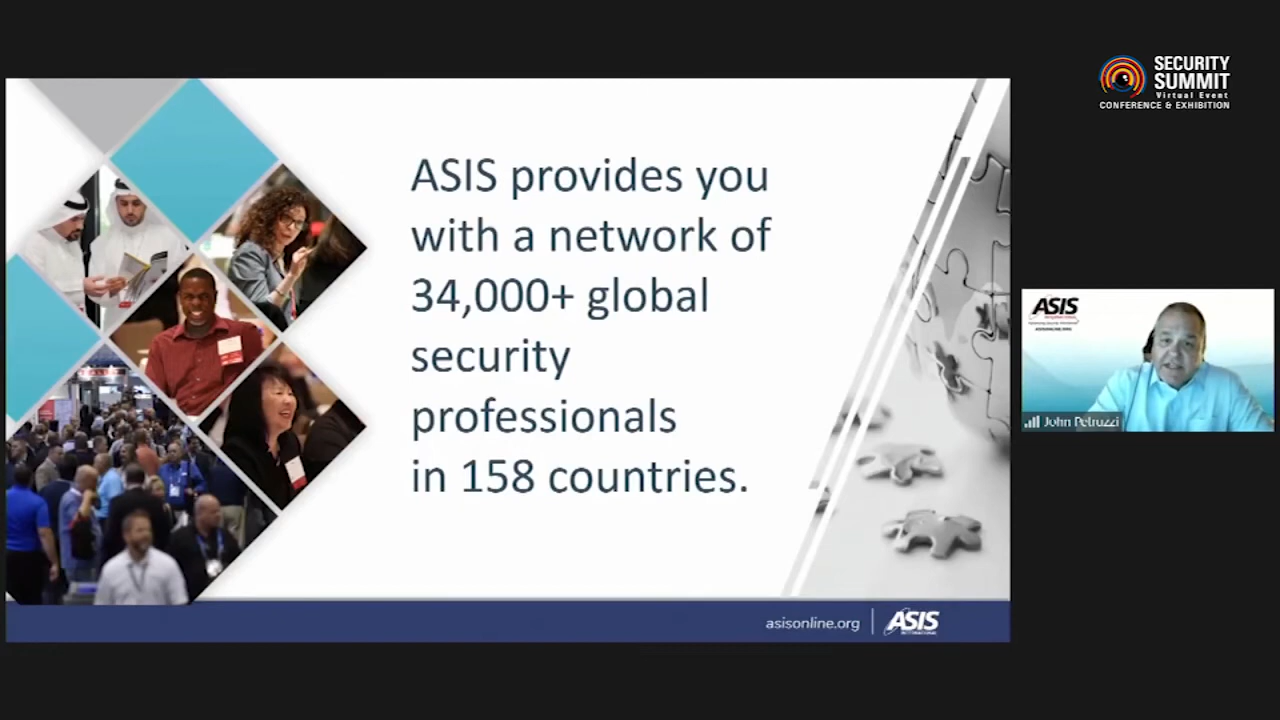 SECURITY
SUMMIT
Virtual Event
CONFERENCE & EXHIBITION
ASIS provides you
with a network of
34,000+ global
security
professionals
in 158 countries.
ASIS
John Petruzzi
asisonline.org
ASIS
INTERNATIONAL